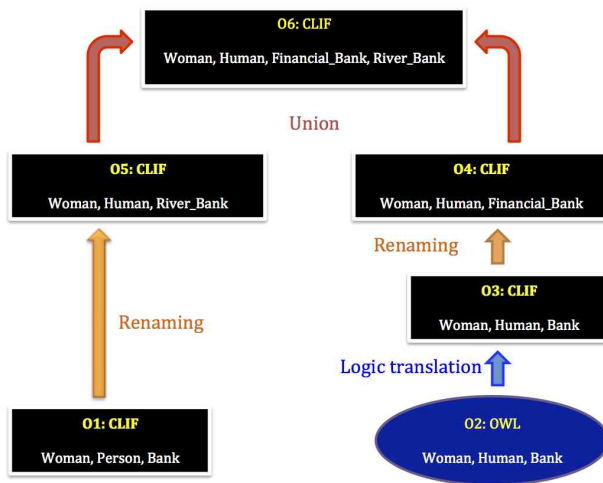 O6: CLIF
Woman, Human, Financial_Bank, River_Bank
Union
O5: CLIF
Woman, Human, River_Bank
O4: CLIF
Woman, Human, Financial_Bank
Renaming
O3: CLIF
Woman, Human, Bank
Renaming
Logic translation
O1: CLIF
Woman, Person, Bank
O2: OWL
Woman, Human, Bank